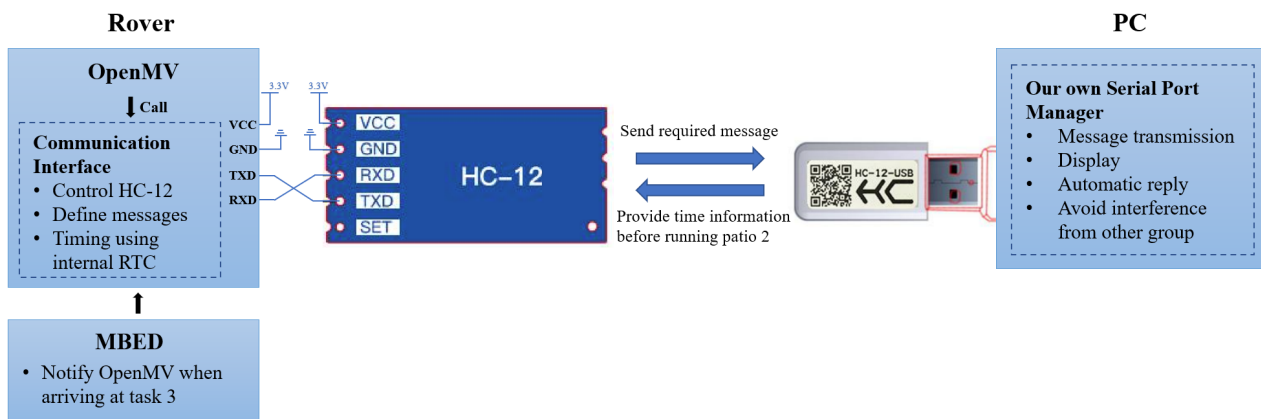 Rover
PC
OpenMV
Call
Communication
Interface
• Control HC-12
• Define messages
• Timing using
internal RTC
VCC
GND
TXD
RXD
3.3V
3.3V
VCC
GND
RXD
TXD
SET
HC-12
Send required message
Provide time information
before running patio 2
HC-12-USB
HC
Our own Serial Port
Manager
• Message transmission
• Display
• Automatic reply
• Avoid interference
from other group
MBED
• Notify OpenMV when
arriving at task 3